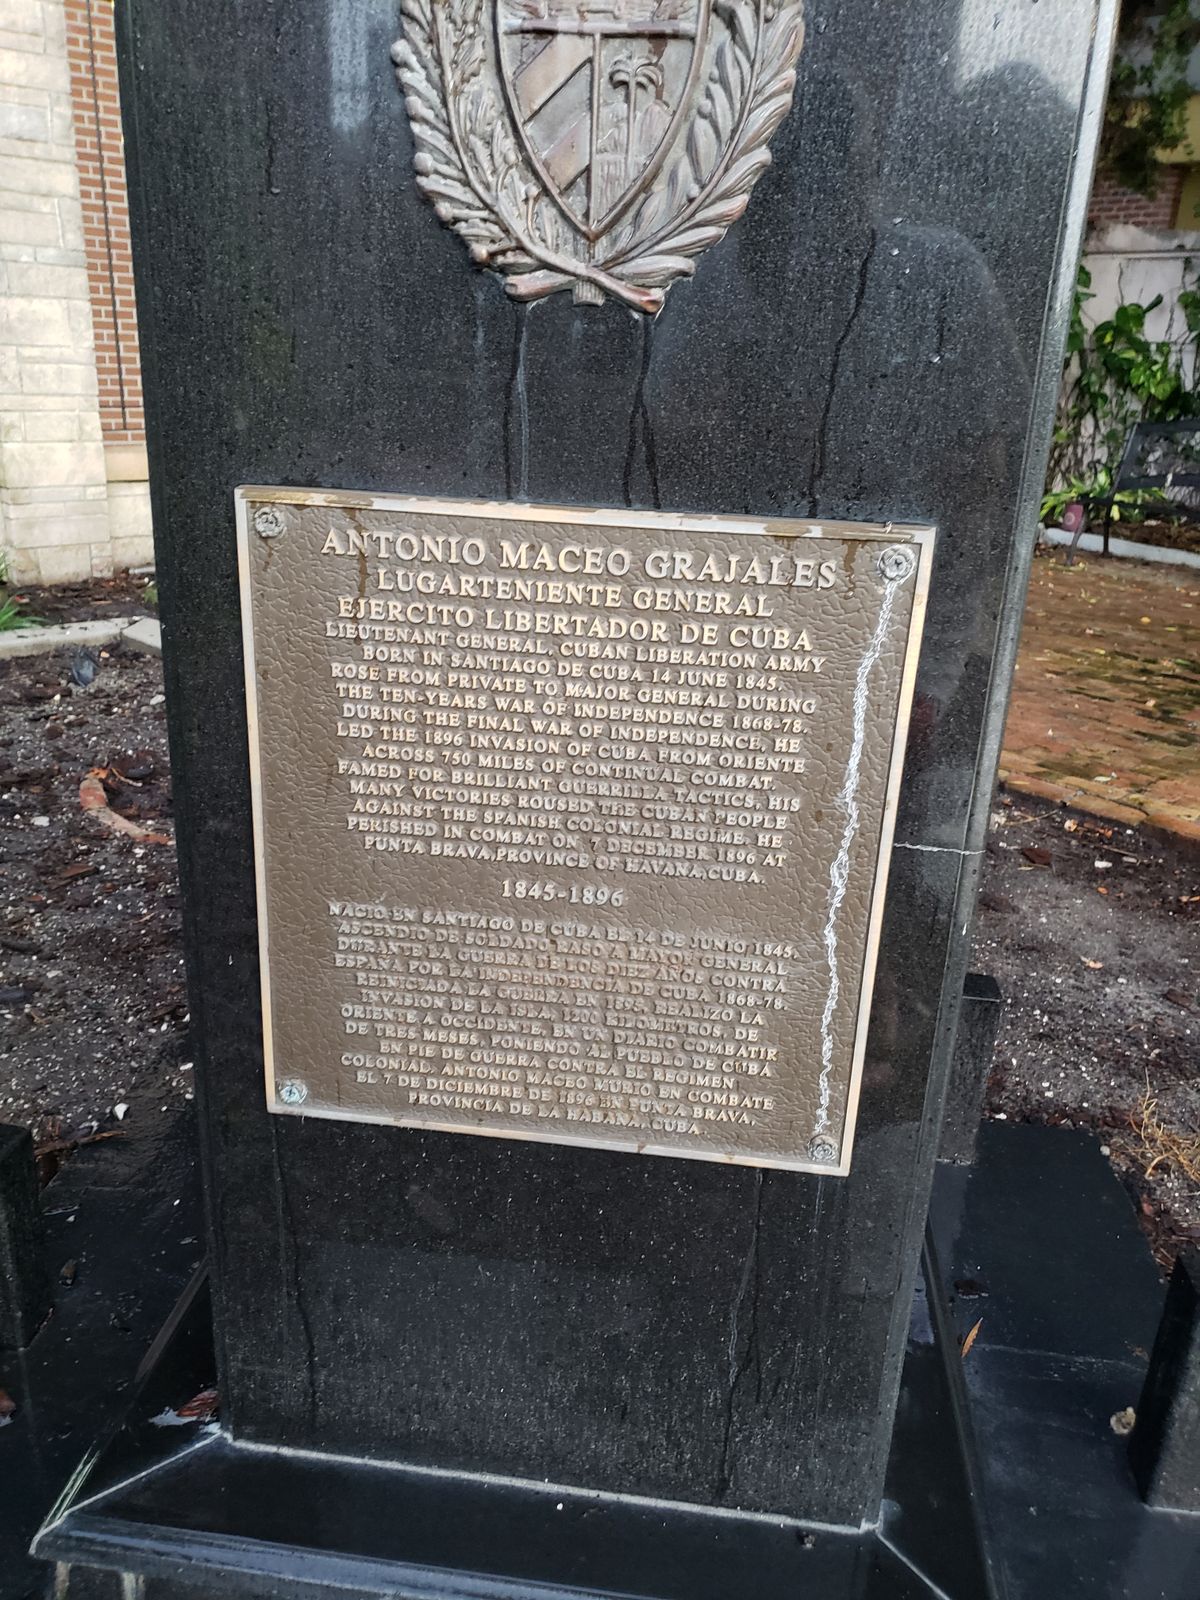 ANTONIO MACEO GRAJALES
LUGARTENIENTE GENERAL
EJERCITO LIBERTADOR DE CUBA
LIEUTENANT GENERAL, CUBAN LIBERATION ARMY
BORN IN SANTIAGO DE CUBA 14 JUNE 1845.
ROSE FROM PRIVATE TO MAJOR GENERAL DURING
THE TEN-YEARS WAR OF INDEPENDENCE 1868-78.
DURING THE FINAL WAR OF INDEPENDENCE, HE
LED THE 1896 INVASION OF CUBA FROM ORIENTE
ACROSS 750 MILES OF CONTINUAL COMBAT.
FAMED FOR BRILLIANT GUERRILLA TACTICS, HIS
MANY VICTORIES ROUSED THE CUBAN PEOPLE
AGAINST THE SPANISH COLONIAL REGIME. HE
PERISHED IN COMBAT ON 7 DECEMBER 1896 AT
PUNTA BRAVA, PROVINCE OF HAVANA, CUBA.
1845-1896
NACIO EN SANTIAGO DE CUBA EL 14 DE JUNIO 1845.
ASCENDIO DE SOLDADO RASO A MAYOR GENERAL
DURANTE LA GUERRA DE LOS DIEZ AÑOS CONTRA
ESPAÑA POR LA INDEPENDENCIA DE CUBA 1868-78.
REINICIADA LA GUERRA EN 1895, REALIZO LA
INVASION DE LA ISLA, 1200 KILOMETROS, DE
ORIENTE A OCCIDENTE, EN UN DIARIO COMBATIR
DE TRES MESES, PONIENDO AL PUEBLO DE CUBA
EN PIE DE GUERRA CONTRA EL REGIMEN
COLONIAL. ANTONIO MACEO MURIO EN COMBATE
EL 7 DE DICIEMBRE DE 1896 EN PUNTA BRAVA,
PROVINCIA DE LA HABANA, CUBA.